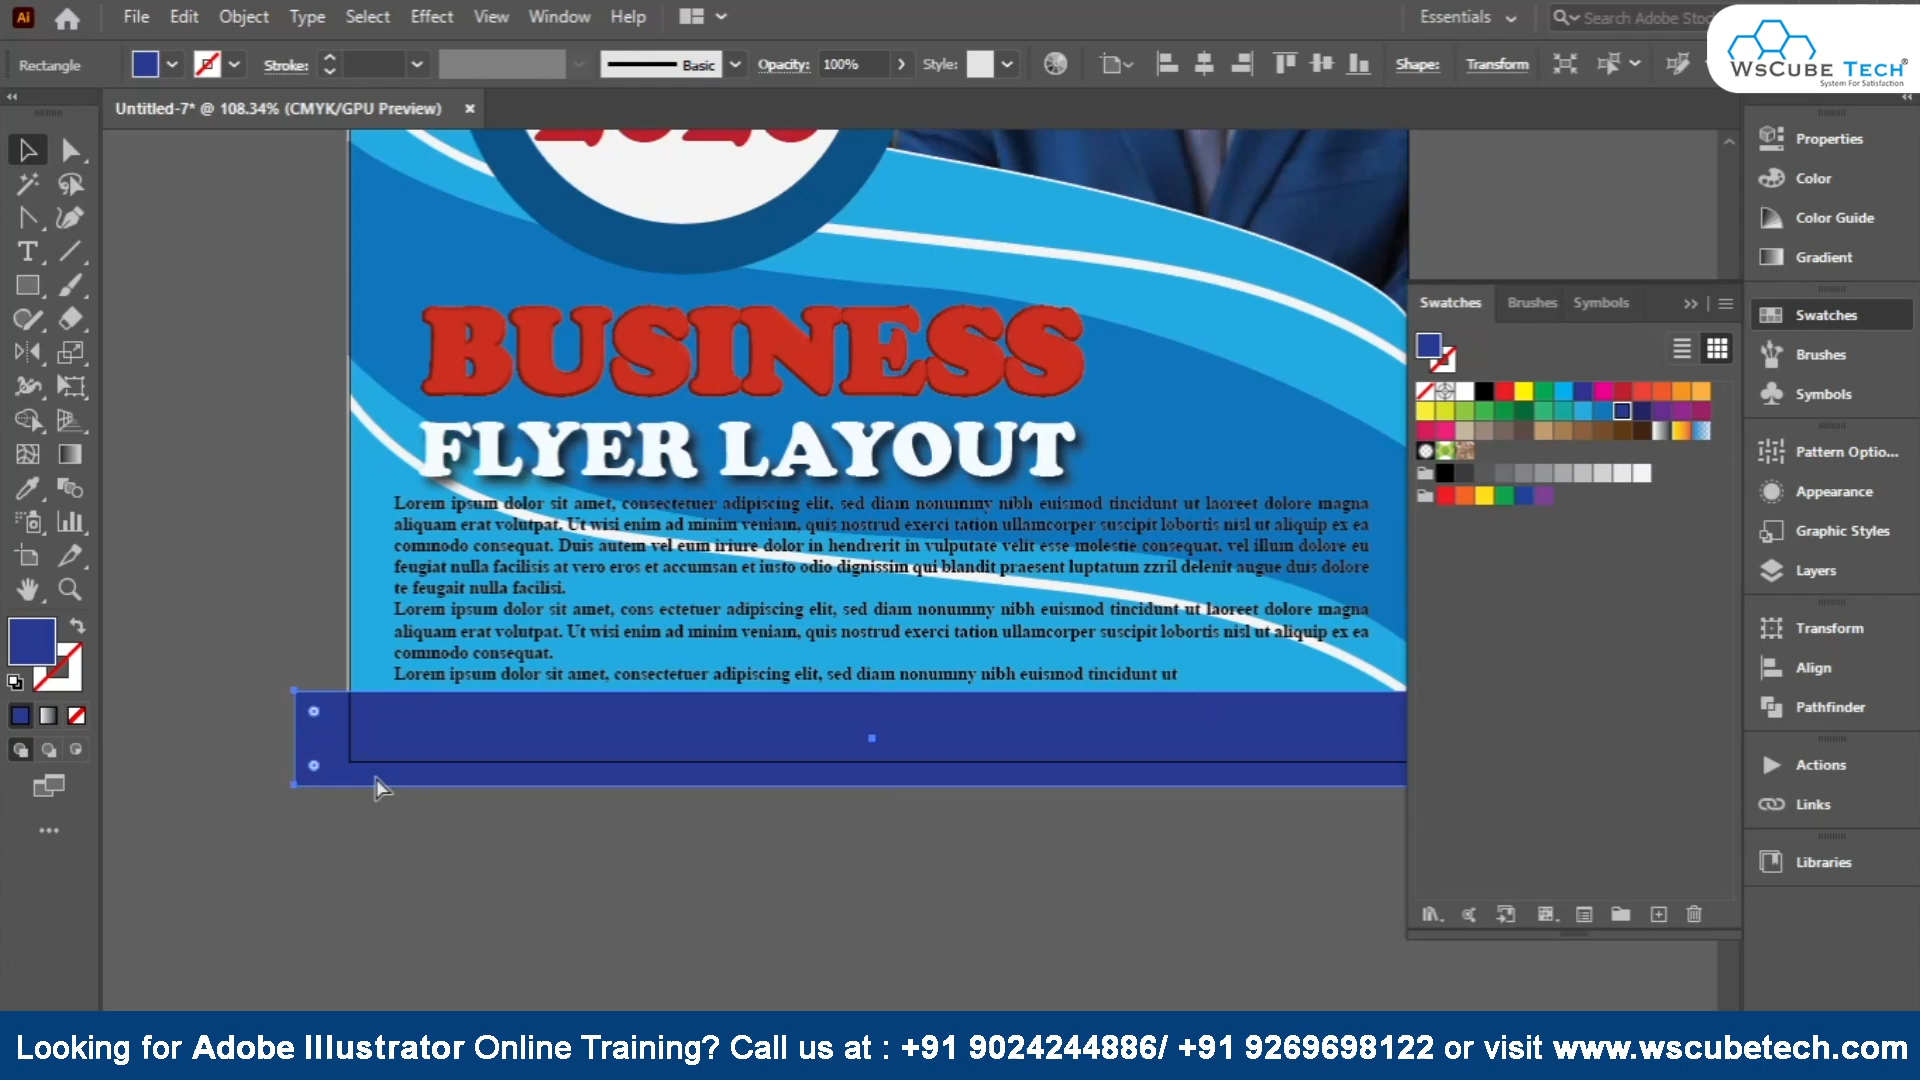 Ai File Edit Object Type Select Effect View Window Help Essentials Search Adobe Stoc
Rectangle Stroke: Basic Opacity: 100% Style: Shape: Transform
WsCube Tech®
System For Satisfaction
Untitled-7* @ 108.34% (CMYK/GPU Preview) ×
BUSINESS
FLYER LAYOUT
Lorem ipsum dolor sit amet, consectetuer adipiscing elit, sed diam nonummy nibh euismod tincidunt ut laoreet dolore magna
aliquam erat volutpat. Ut wisi enim ad minim veniam, quis nostrud exerci tation ullamcorper suscipit lobortis nisl ut aliquip ex ea
commodo consequat. Duis autem vel eum iriure dolor in hendrerit in vulputate velit esse molestie consequat, vel illum dolore eu
feugiat nulla facilisis at vero eros et accumsan et iusto odio dignissim qui blandit praesent luptatum zzril delenit augue duis dolore
te feugait nulla facilisi.
Lorem ipsum dolor sit amet, cons ectetuer adipiscing elit, sed diam nonummy nibh euismod tincidunt ut laoreet dolore magna
aliquam erat volutpat. Ut wisi enim ad minim veniam, quis nostrud exerci tation ullamcorper suscipit lobortis nisl ut aliquip ex ea
commodo consequat.
Lorem ipsum dolor sit amet, consectetuer adipiscing elit, sed diam nonummy nibh euismod tincidunt ut
Swatches Brushes Symbols
Properties
Color
Color Guide
Gradient
Swatches
Brushes
Symbols
Pattern Optio...
Appearance
Graphic Styles
Layers
Transform
Align
Pathfinder
Actions
Links
Libraries
Looking for Adobe Illustrator Online Training? Call us at : +91 9024244886/ +91 9269698122 or visit www.wscubetech.com